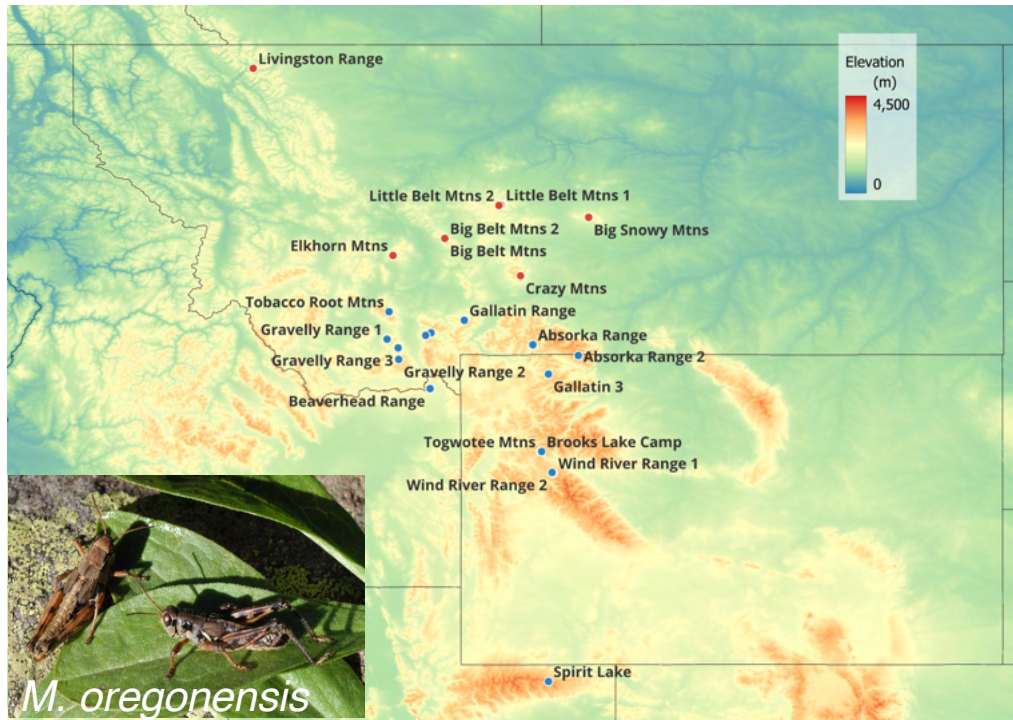 Livingston Range
Elevation
(m)
4,500
0
Little Belt Mtns 2
Little Belt Mtns 1
Big Belt Mtns 2
Big Snowy Mtns
Elkhorn Mtns
Big Belt Mtns
Crazy Mtns
Tobacco Root Mtns
Gallatin Range
Gravelly Range 1
Absorka Range
Gravelly Range 3
Absorka Range 2
Gravelly Range 2
Gallatin 3
Beaverhead Range
Togwotee Mtns
Brooks Lake Camp
Wind River Range 1
Wind River Range 2
Spirit Lake
M. oregonensis